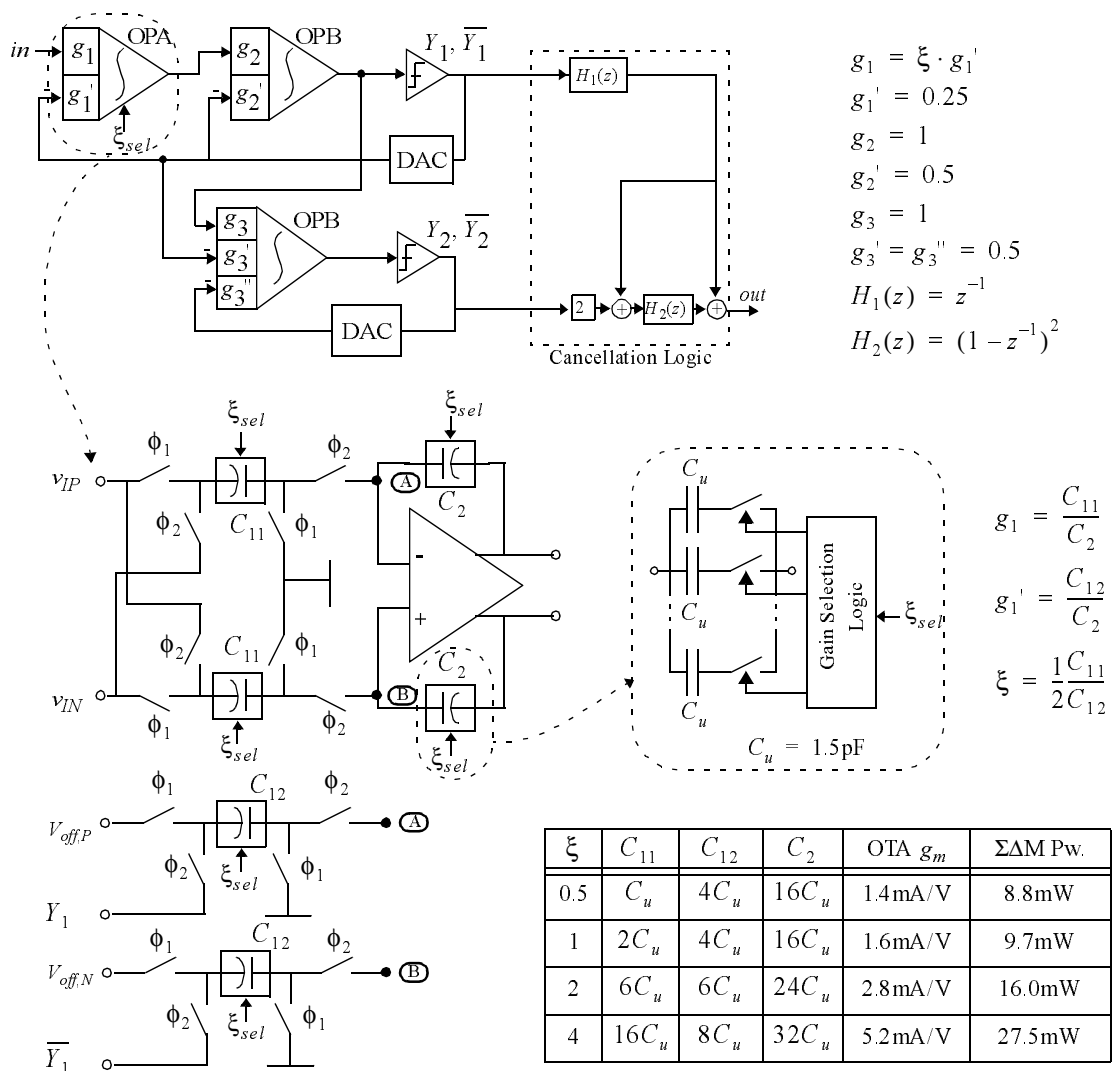 in
g₁
g₁'
-
OPA
ξsel
g₂
g₂'
-
OPB
Y₁, Y̅₁̅
DAC
g₃
g₃'
g₃''
-
-
OPB
Y₂, Y̅₂̅
DAC
H₁(z)
2
+
H₂(z)
+
out
Cancellation Logic
g₁ = ξ · g₁'
g₁' = 0.25
g₂ = 1
g₂' = 0.5
g₃ = 1
g₃' = g₃'' = 0.5
H₁(z) = z⁻¹
H₂(z) = (1 – z⁻¹)²
vIP
ϕ₁
ξsel
C₁₁
ϕ₂
ϕ₁
ϕ₂
A
ξsel
C₂
-
+
ϕ₂
C₁₁
ϕ₁
vIN
ϕ₁
ξsel
ϕ₂
B
C₂
ξsel
Cu
Cu
Cu
Gain Selection
Logic
ξsel
Cu = 1.5pF
g₁ = C₁₁/C₂
g₁' = C₁₂/C₂
ξ = 1/2 C₁₁/C₁₂
Voff,P
ϕ₁
C₁₂
ϕ₂
A
ϕ₂
ξsel
ϕ₁
Y₁
Voff,N
ϕ₁
C₁₂
ϕ₂
B
ϕ₂
ξsel
ϕ₁
Y̅₁̅
ξ C₁₁ C₁₂ C₂ OTA gm ΣΔM Pw.
0.5 Cu 4Cu 16Cu 1.4mA/V 8.8mW
1 2Cu 4Cu 16Cu 1.6mA/V 9.7mW
2 6Cu 6Cu 24Cu 2.8mA/V 16.0mW
4 16Cu 8Cu 32Cu 5.2mA/V 27.5mW